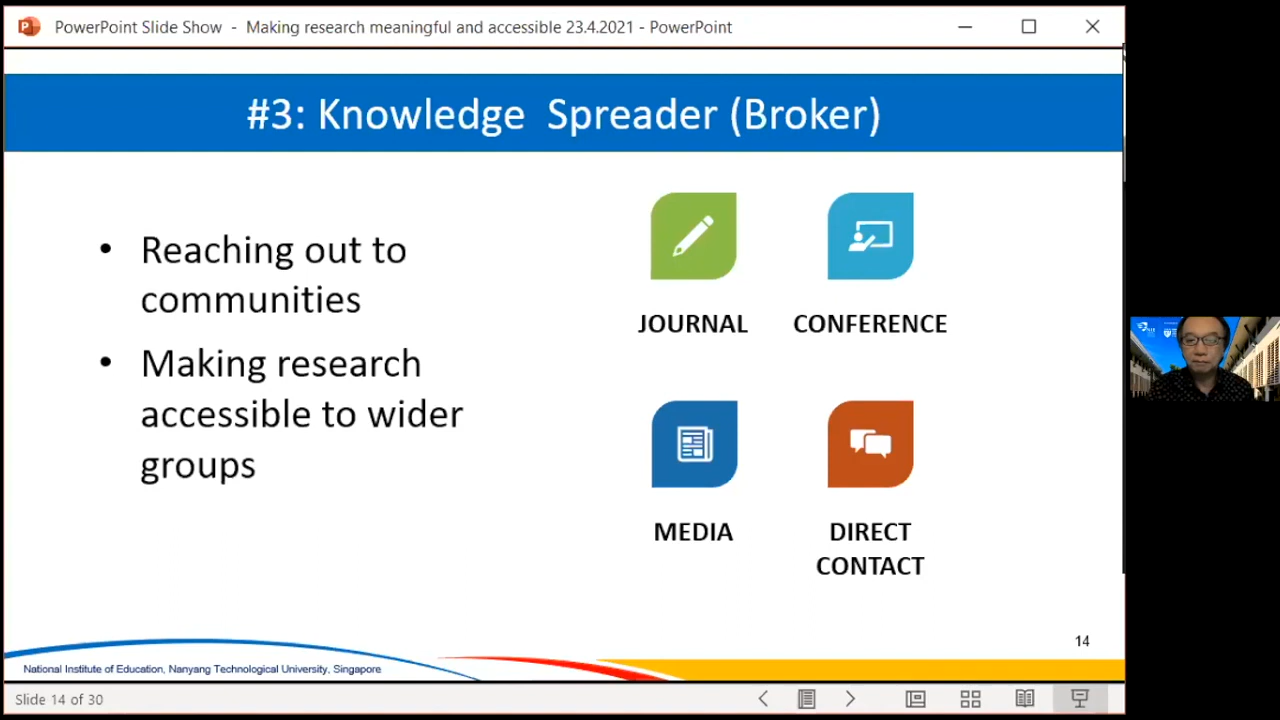 PowerPoint Slide Show - Making research meaningful and accessible 23.4.2021 - PowerPoint
#3: Knowledge Spreader (Broker)
• Reaching out to
communities
• Making research
accessible to wider
groups
JOURNAL
CONFERENCE
MEDIA
DIRECT
CONTACT
14
National Institute of Education, Nanyang Technological University, Singapore
Slide 14 of 30